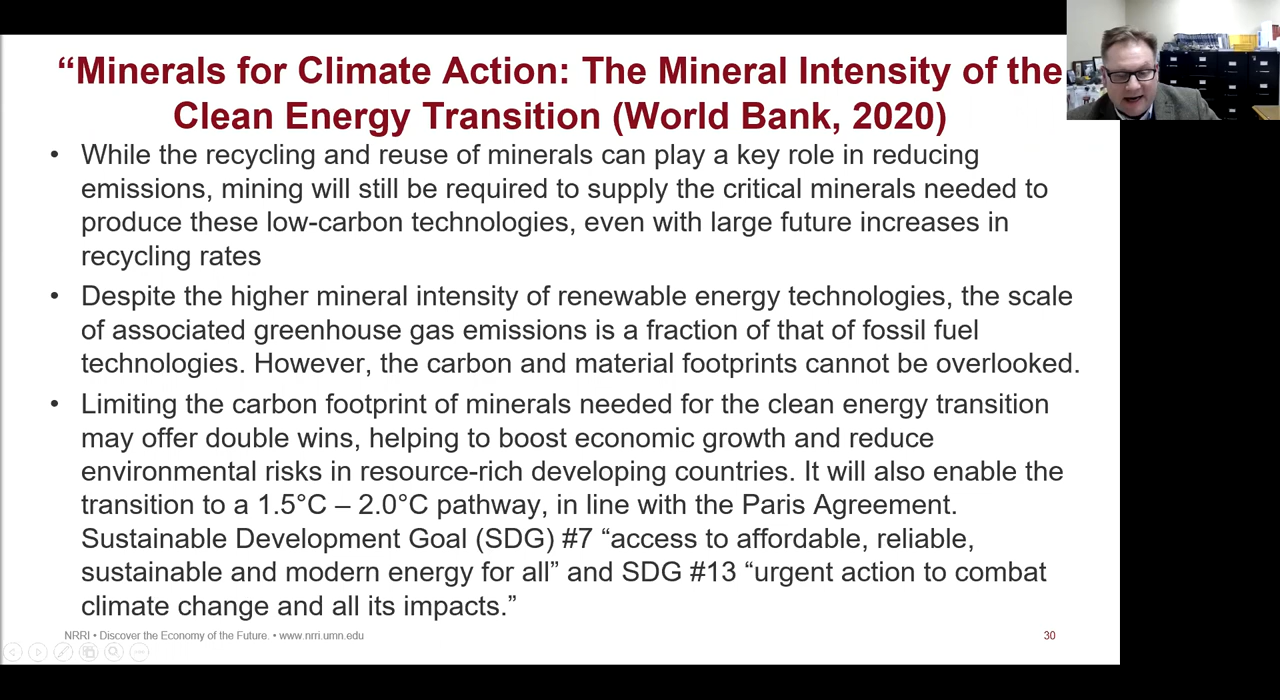 “Minerals for Climate Action: The Mineral Intensity of the
Clean Energy Transition (World Bank, 2020)
• While the recycling and reuse of minerals can play a key role in reducing
emissions, mining will still be required to supply the critical minerals needed to
produce these low-carbon technologies, even with large future increases in
recycling rates
• Despite the higher mineral intensity of renewable energy technologies, the scale
of associated greenhouse gas emissions is a fraction of that of fossil fuel
technologies. However, the carbon and material footprints cannot be overlooked.
• Limiting the carbon footprint of minerals needed for the clean energy transition
may offer double wins, helping to boost economic growth and reduce
environmental risks in resource-rich developing countries. It will also enable the
transition to a 1.5°C – 2.0°C pathway, in line with the Paris Agreement.
Sustainable Development Goal (SDG) #7 “access to affordable, reliable,
sustainable and modern energy for all” and SDG #13 “urgent action to combat
climate change and all its impacts.”
NRRI • Discover the Economy of the Future. • www.nrri.umn.edu
30